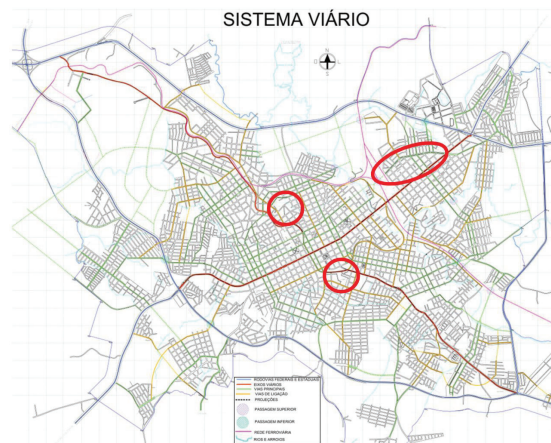 SISTEMA VIÁRIO
N
O L
S
RODOVIAS FEDERAIS E ESTADUAIS
EIXOS VIÁRIOS
VIAS PRINCIPAIS
VIAS DE LIGAÇÃO
PROJEÇÕES
PASSAGEM SUPERIOR
PASSAGEM INFERIOR
REDE FERROVIÁRIA
RIOS E ARROIOS